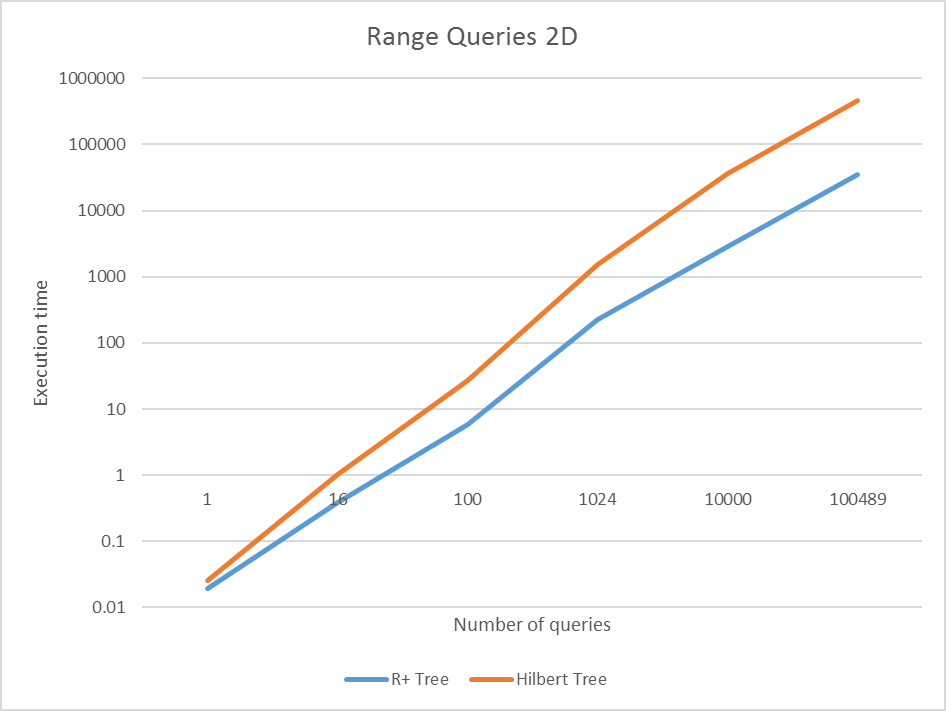 Range Queries 2D
1000000
100000
10000
1000
100
10
1
0.1
0.01
Execution time
1 16 100 1024 10000 100489
Number of queries
R+ Tree Hilbert Tree